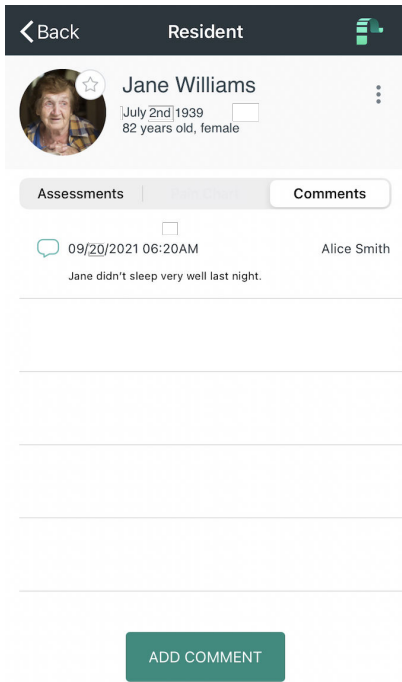 Back
Resident
Jane Williams
July 2nd 1939
82 years old, female
Assessments
Comments
09/20/2021 06:20AM
Alice Smith
Jane didn't sleep very well last night.
ADD COMMENT